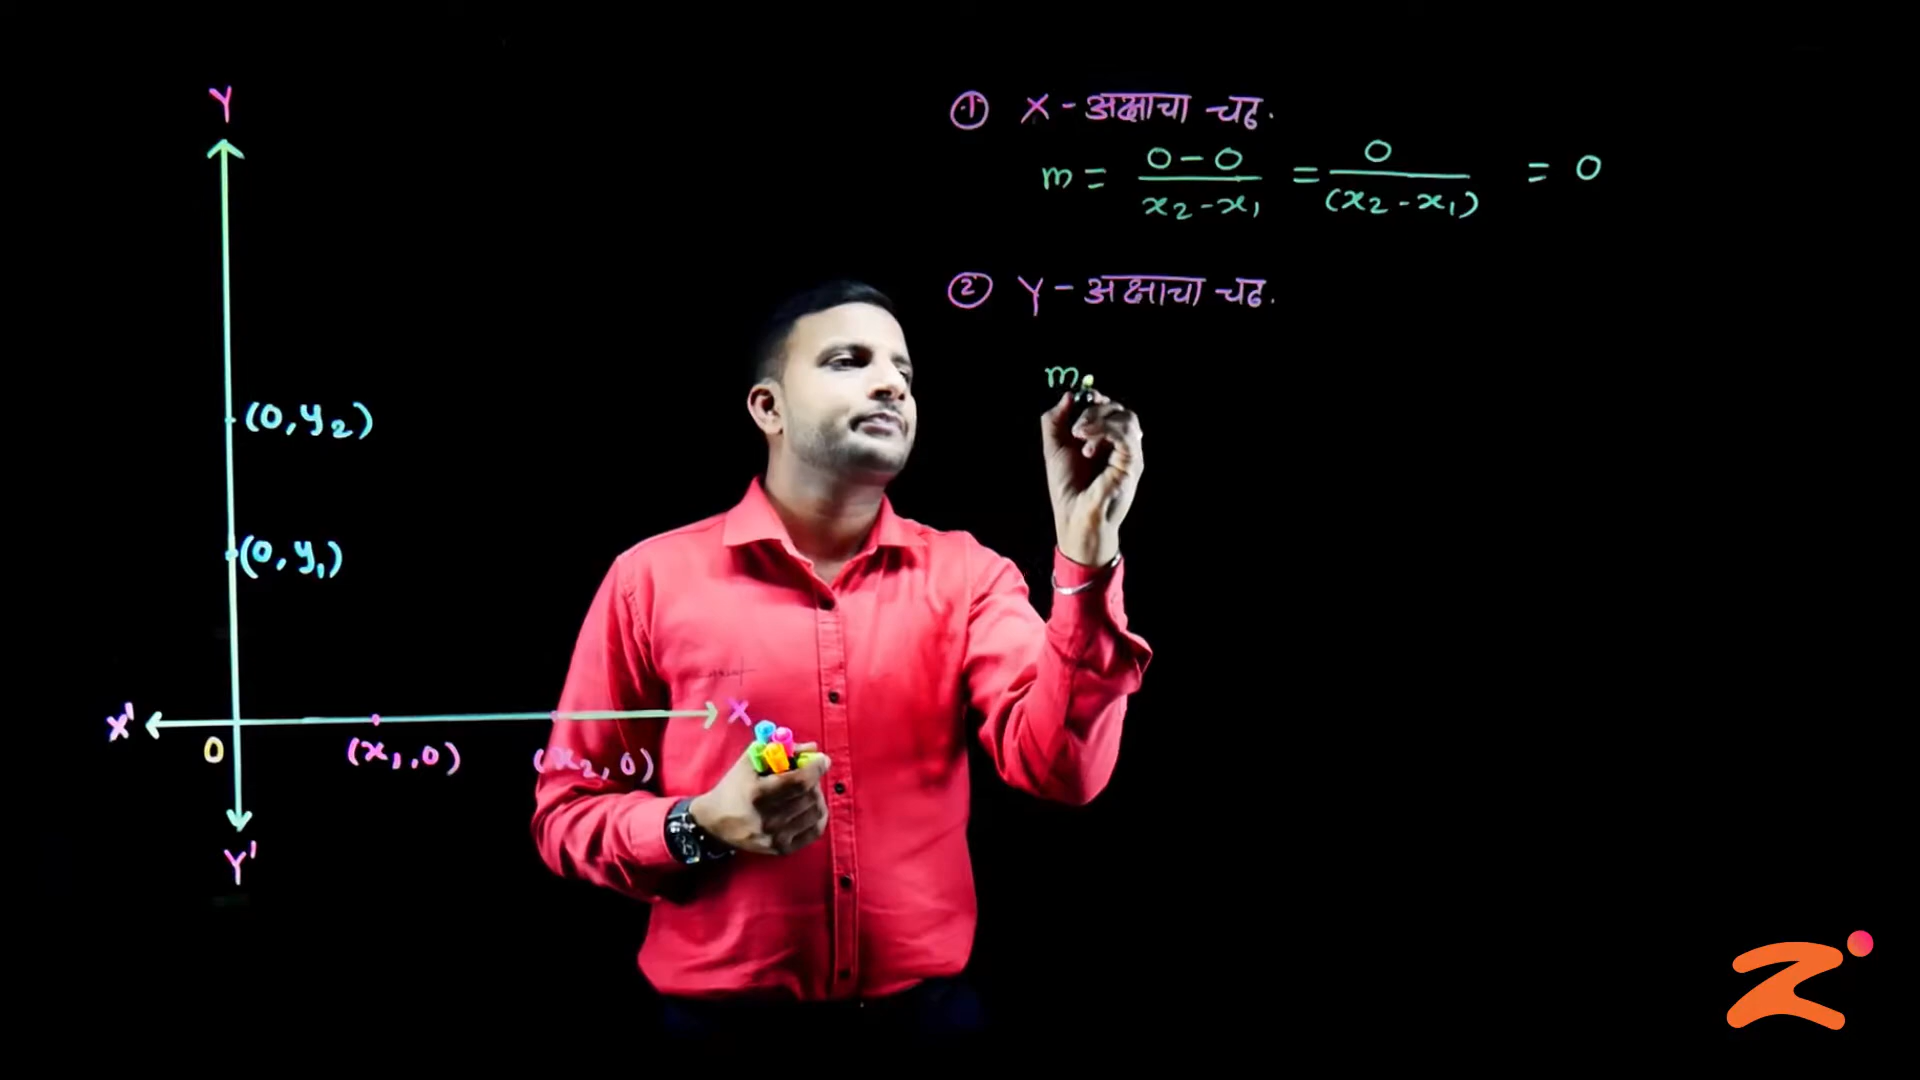 Y
(0, y₂)
(0, y₁)
X' X
0 (x₁, 0) (x₂, 0)
Y'
① X - अक्षाचा चढ.
m = 0 - 0 / x₂ - x₁ = 0 / (x₂ - x₁) = 0
② Y - अक्षाचा चढ.
m